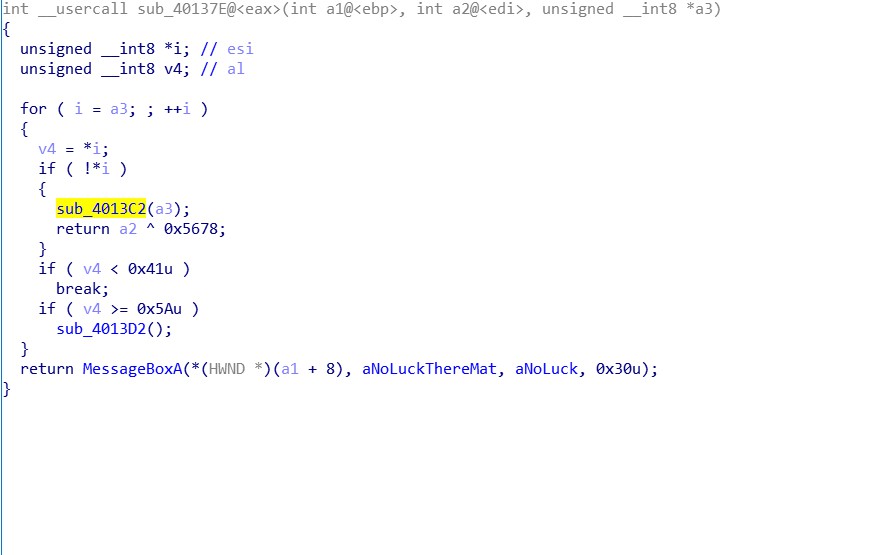 int __usercall sub_40137E@<eax>(int a1@<ebp>, int a2@<edi>, unsigned __int8 *a3)
{
unsigned __int8 *i; // esi
unsigned __int8 v4; // al
for ( i = a3; ; ++i )
{
v4 = *i;
if ( !*i )
{
sub_4013C2(a3);
return a2 ^ 0x5678;
}
if ( v4 < 0x41u )
break;
if ( v4 >= 0x5Au )
sub_4013D2();
}
return MessageBoxA(*(HWND *)(a1 + 8), aNoLuckThereMat, aNoLuck, 0x30u);
}